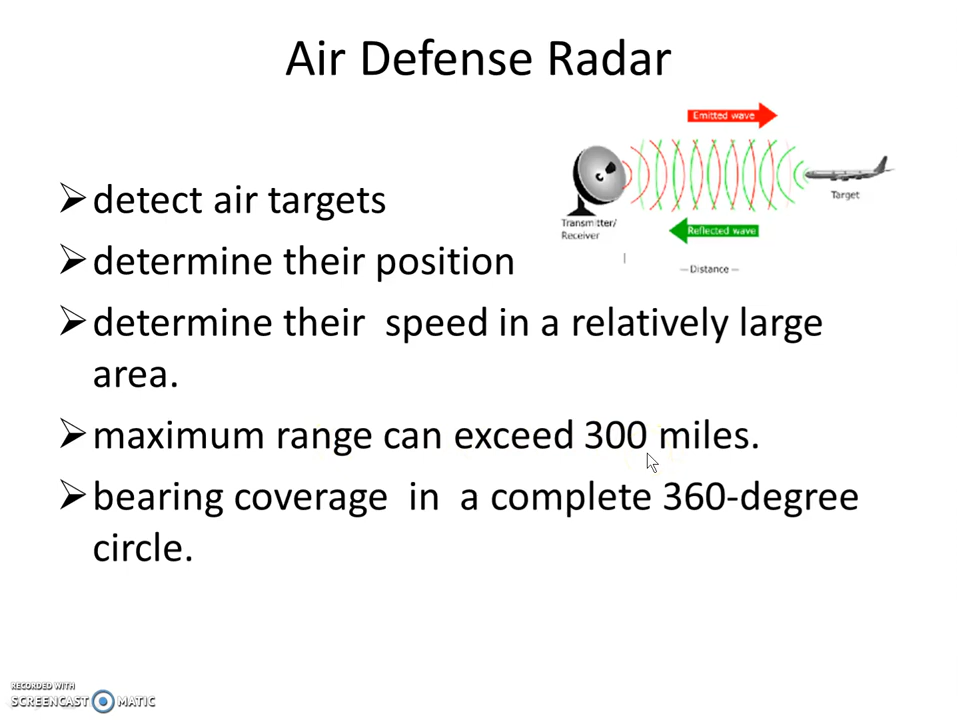 Air Defense Radar
Emitted wave
Transmitter/
Receiver
Target
Reflected wave
—Distance—
➢ detect air targets
➢ determine their position
➢ determine their speed in a relatively large
area.
➢ maximum range can exceed 300 miles.
➢ bearing coverage in a complete 360-degree
circle.
RECORDED WITH
SCREENCAST MATIC